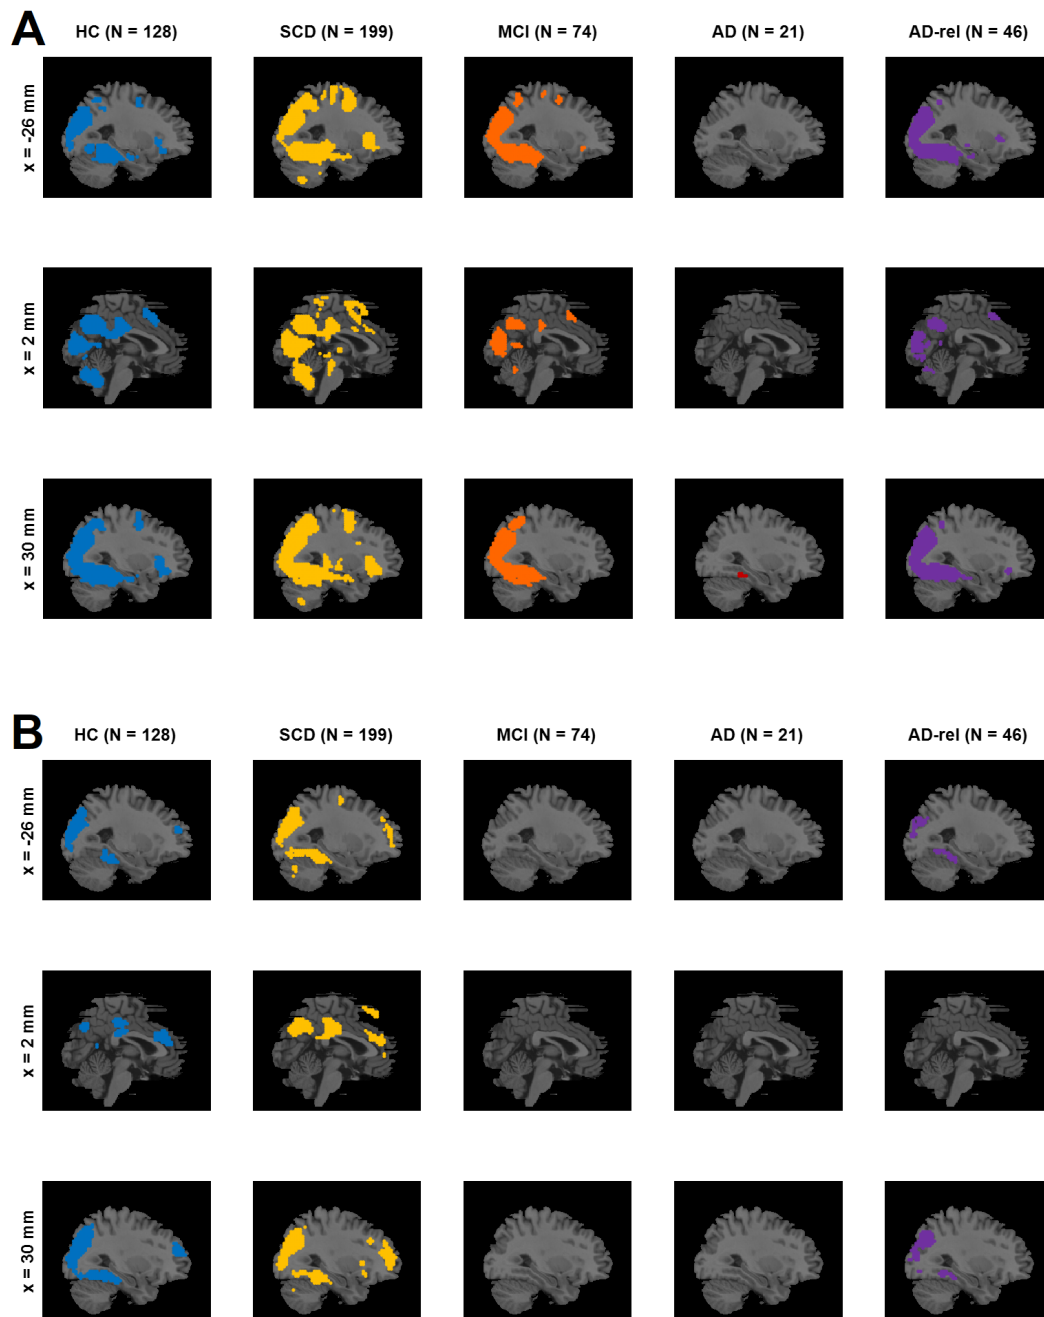 A
HC (N = 128) SCD (N = 199) MCI (N = 74) AD (N = 21) AD-rel (N = 46)
x = -26 mm
x = 2 mm
x = 30 mm
B
HC (N = 128) SCD (N = 199) MCI (N = 74) AD (N = 21) AD-rel (N = 46)
x = -26 mm
x = 2 mm
x = 30 mm